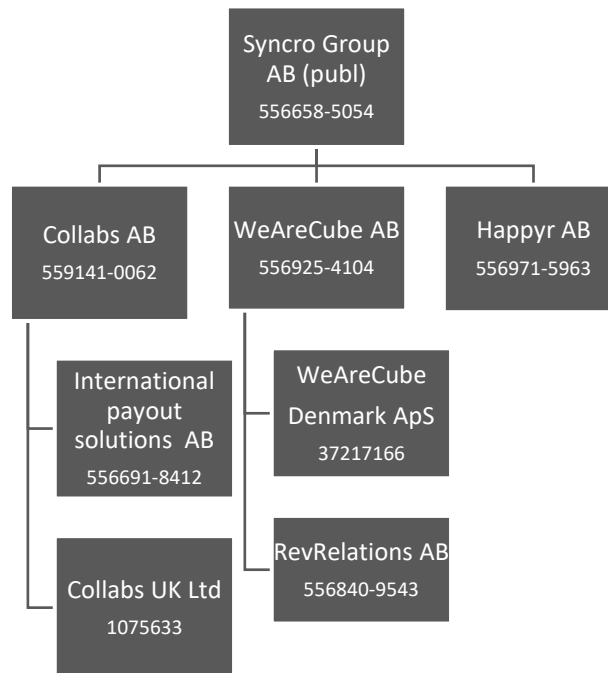 Syncro Group
AB (publ)
556658-5054
Collabs AB
559141-0062
WeAreCube AB
556925-4104
Happyr AB
556971-5963
International
payout
solutions AB
556691-8412
WeAreCube
Denmark ApS
37217166
Collabs UK Ltd
1075633
RevRelations AB
556840-9543